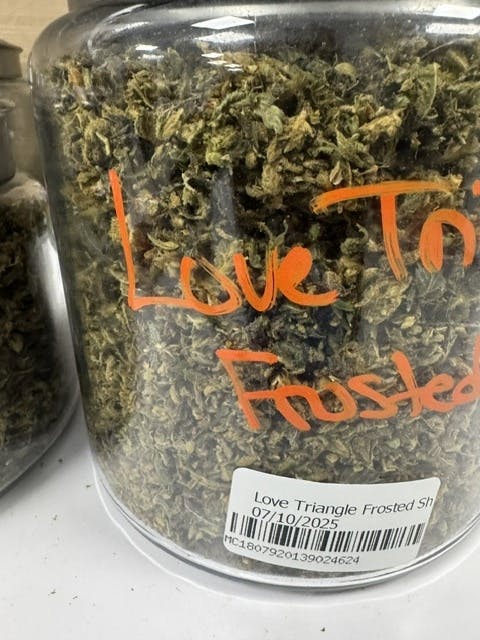 Love Tri
Frosted
Love Triangle Frosted Sh
07/10/2025
MC1807920139024624